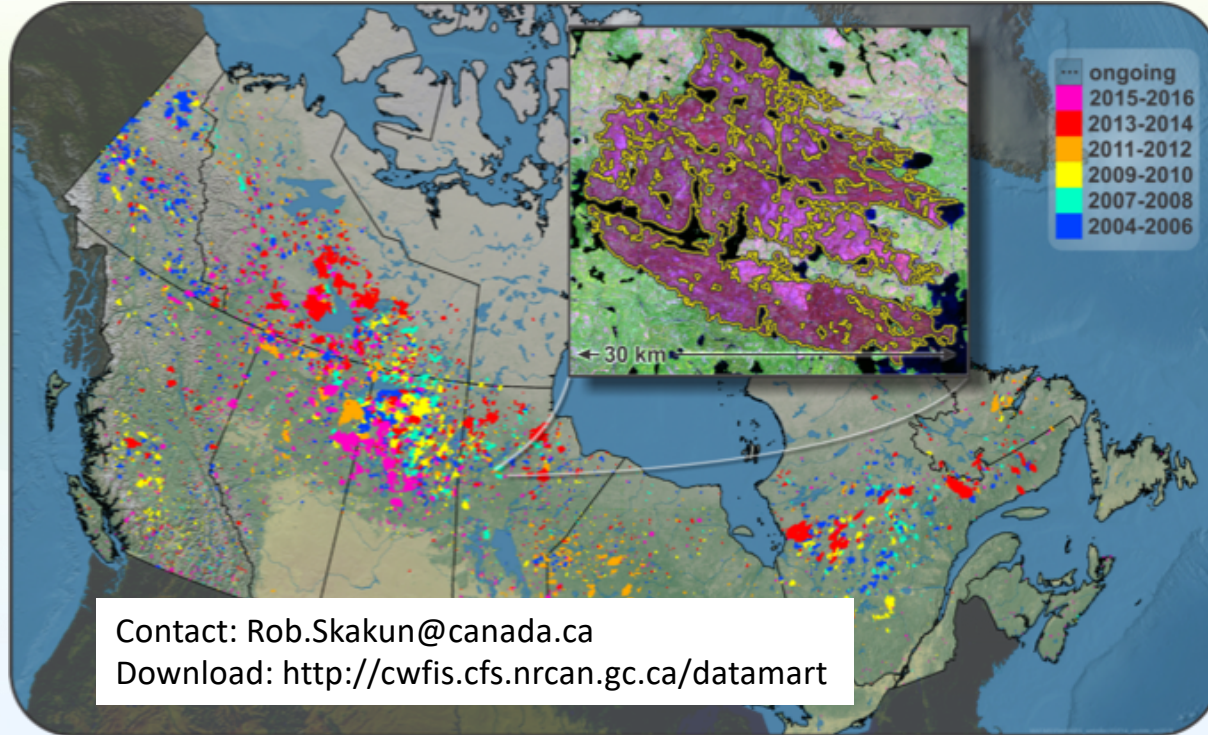 --- ongoing
2015-2016
2013-2014
2011-2012
2009-2010
2007-2008
2004-2006
30 km
Contact: Rob.Skakun@canada.ca
Download: http://cwfis.cfs.nrcan.gc.ca/datamart